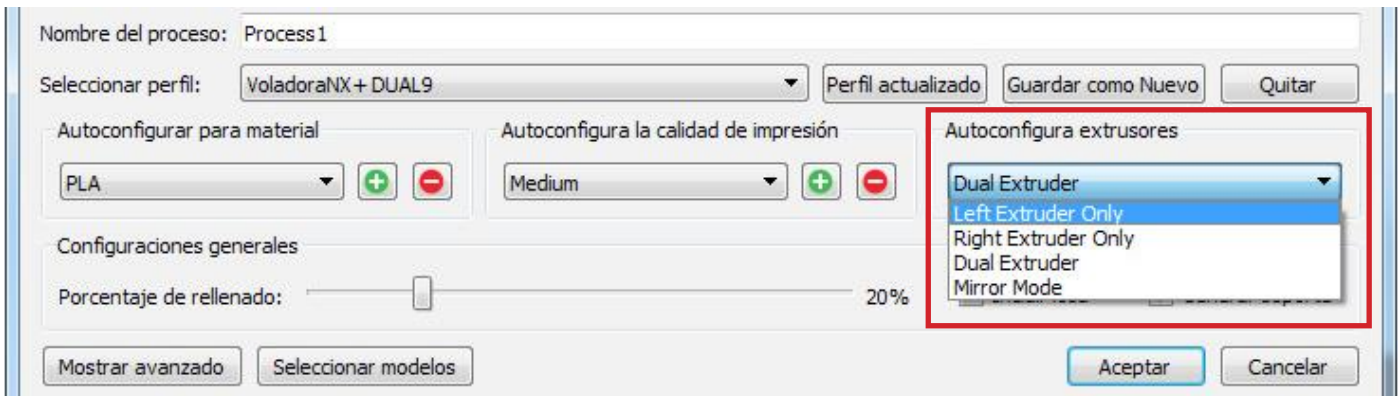 Nombre del proceso: Process1
Seleccionar perfil: VoladoraNX+DUAL9 Perfil actualizado Guardar como Nuevo Quitar
Autoconfigurar para material Autoconfigura la calidad de impresión Autoconfigura extrusores
PLA Medium Dual Extruder
Left Extruder Only
Right Extruder Only
Dual Extruder
Mirror Mode
Configuraciones generales
Porcentaje de rellenado: 20%
Mostrar avanzado Seleccionar modelos Aceptar Cancelar